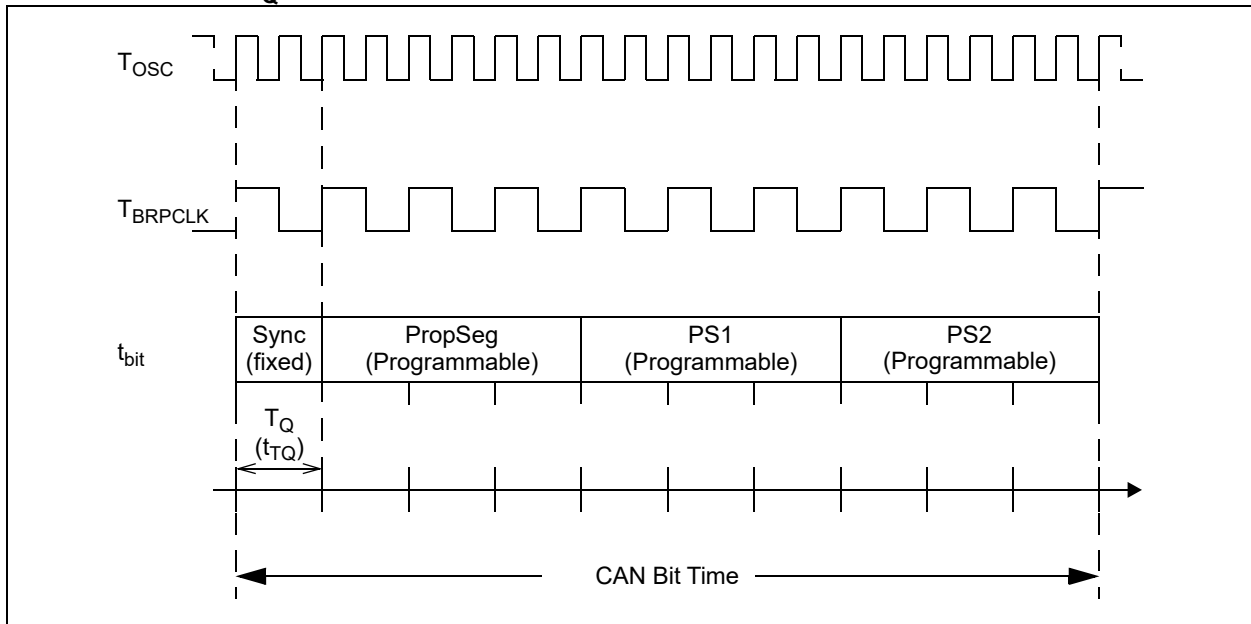 Q
TOSC
TBRPCLK
tbit
Sync
(fixed)
PropSeg
(Programmable)
PS1
(Programmable)
PS2
(Programmable)
TQ
(tTQ)
CAN Bit Time